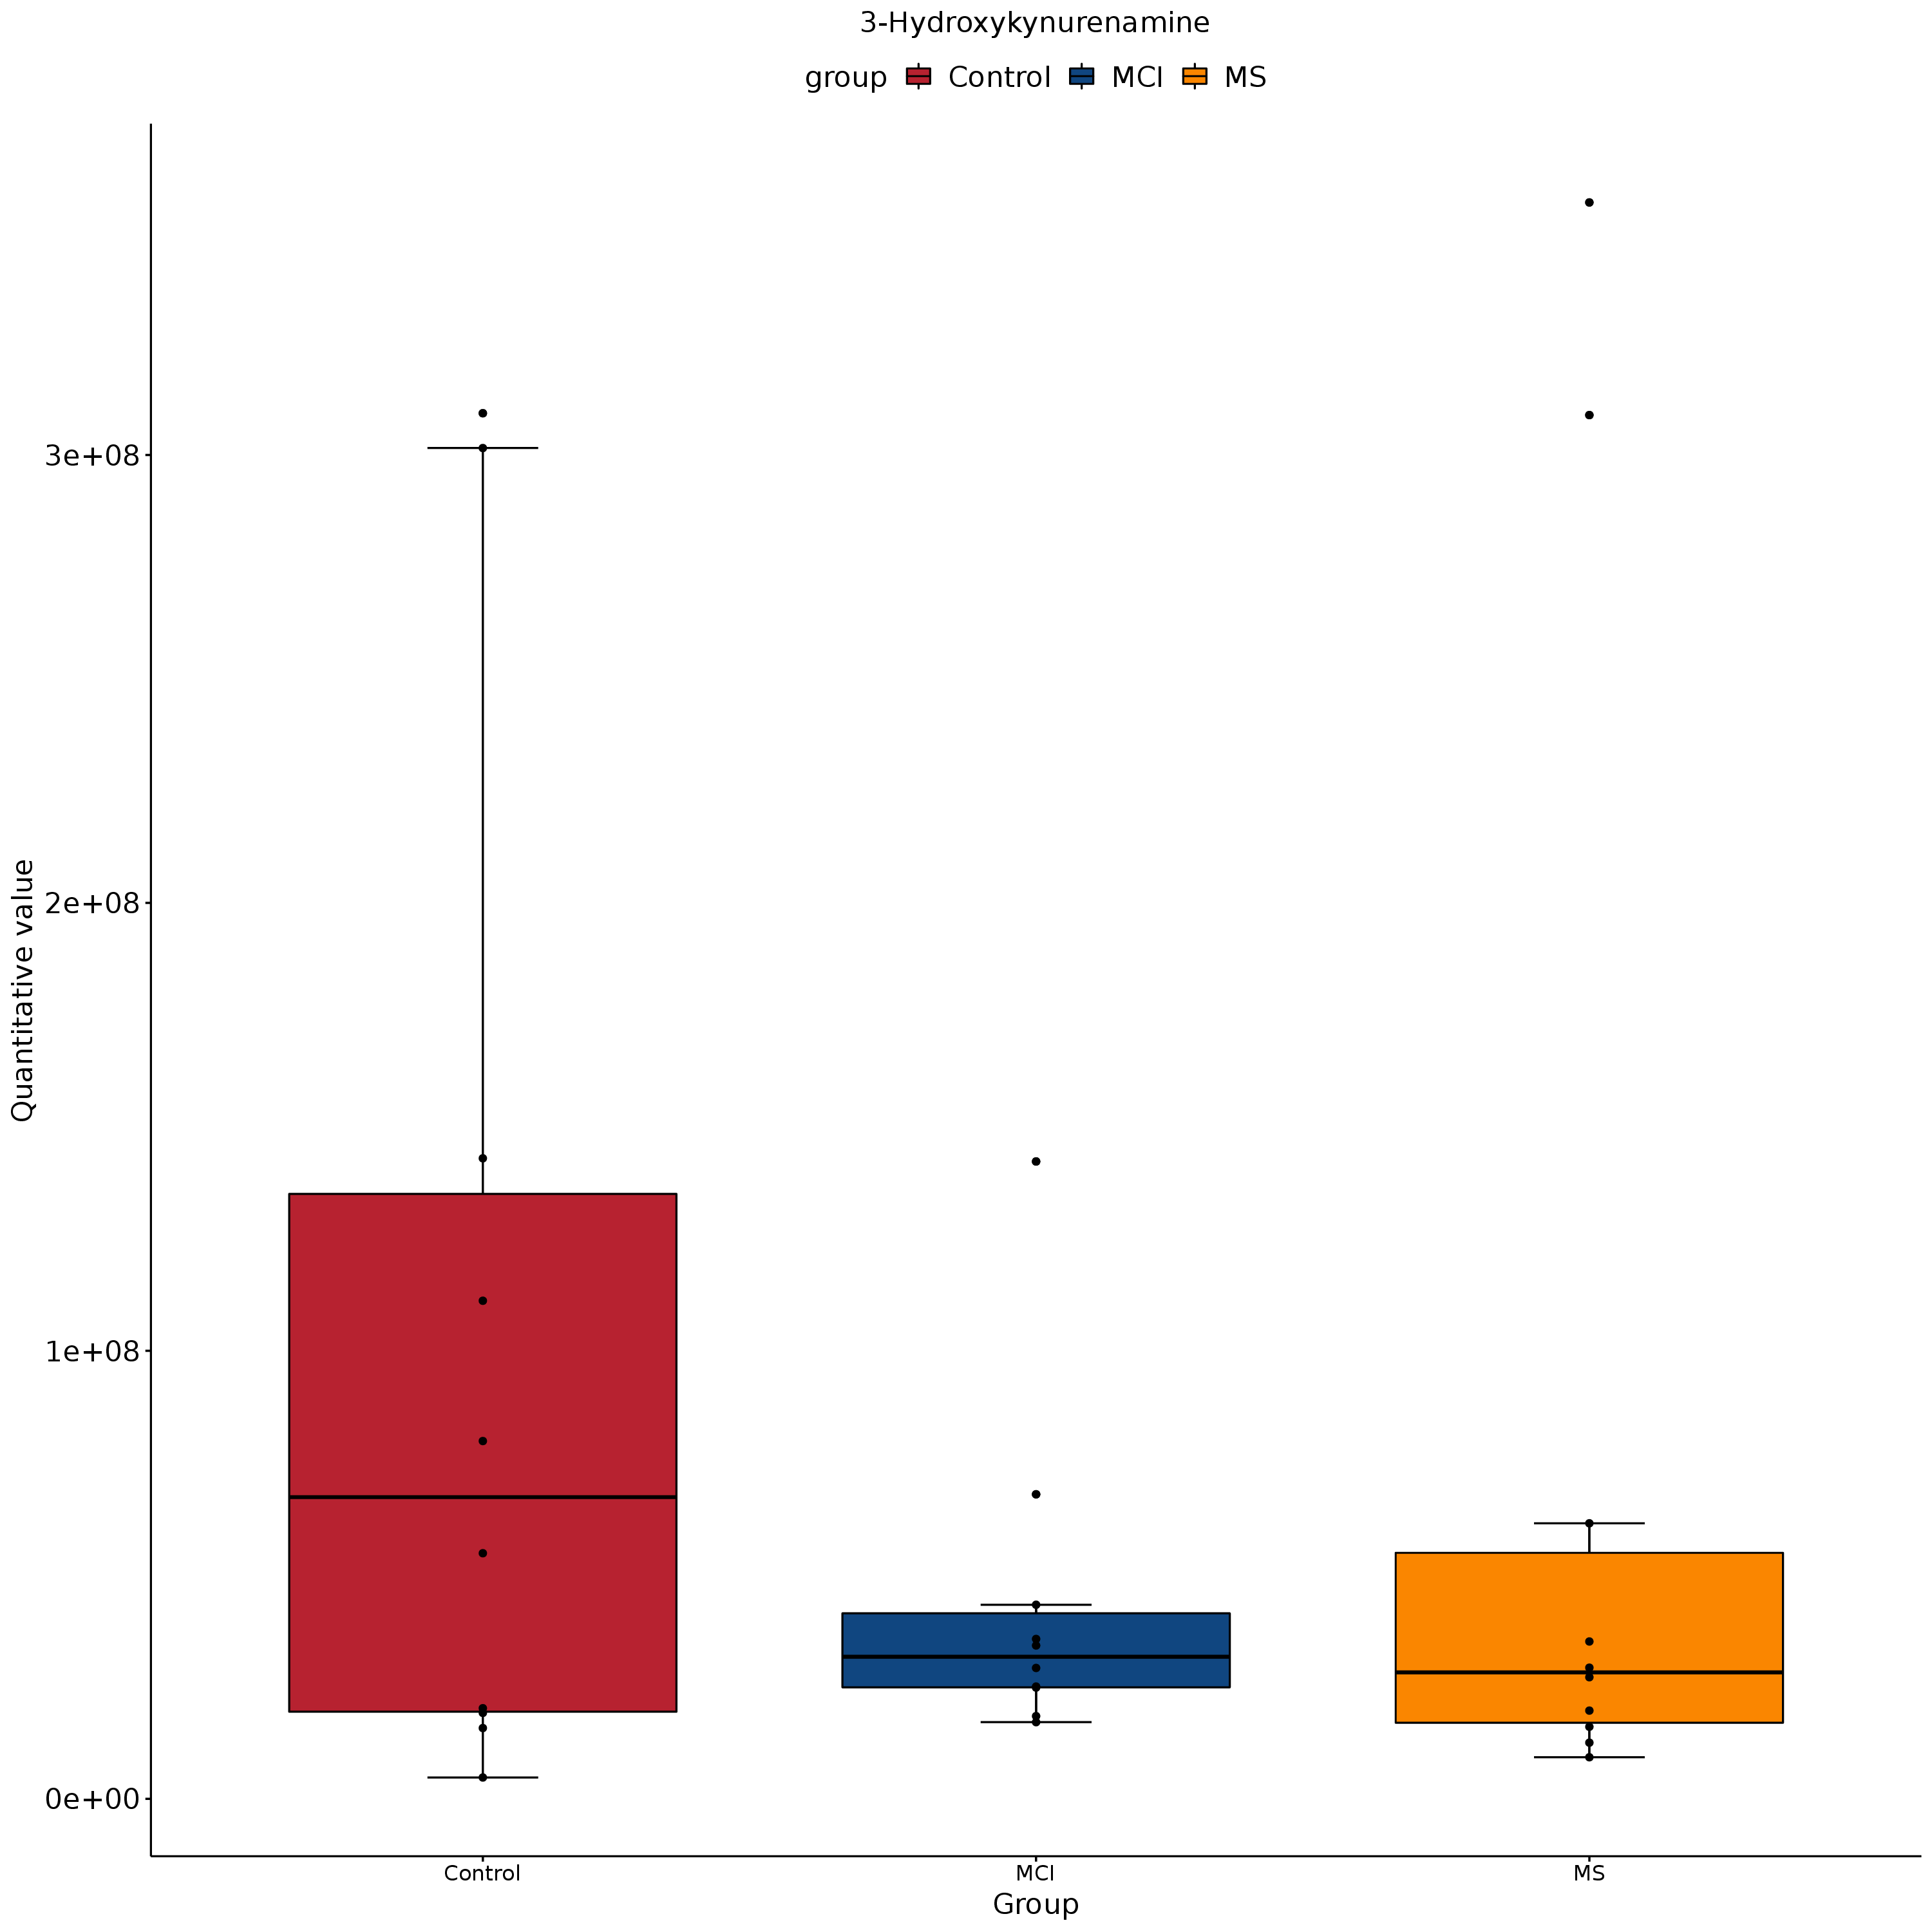 3-Hydroxykynurenamine
group Control MCI MS
Quantitative value
3e+08
2e+08
1e+08
0e+00
Control MCI MS
Group